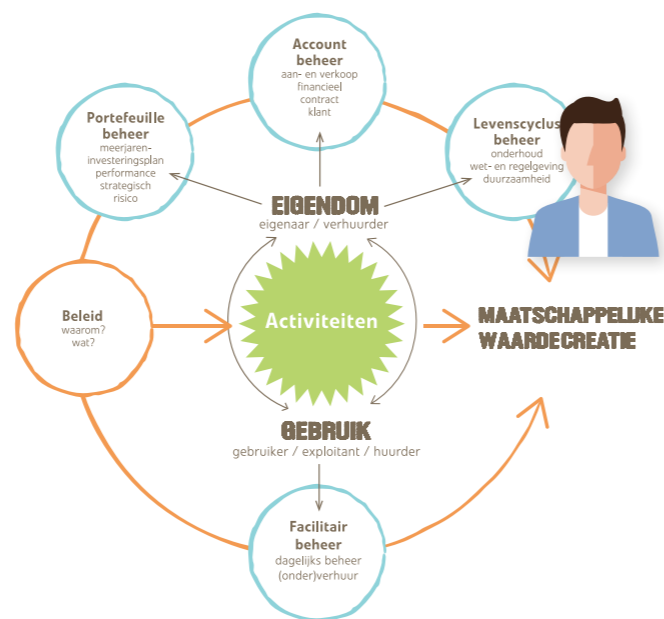 Account
beheer
aan- en verkoop
financieel
contract
klant
Portefeuille
beheer
meerjaren-
investeringsplan
performance
strategisch
risico
Levenscyclus
beheer
onderhoud
wet- en regelgeving
duurzaamheid
EIGENDOM
eigenaar / verhuurder
Beleid
waarom?
wat?
Activiteiten
MAATSCHAPPELIJKE
WAARDECREATIE
GEBRUIK
gebruiker / exploitant / huurder
Facilitair
beheer
dagelijks beheer
(onder)verhuur